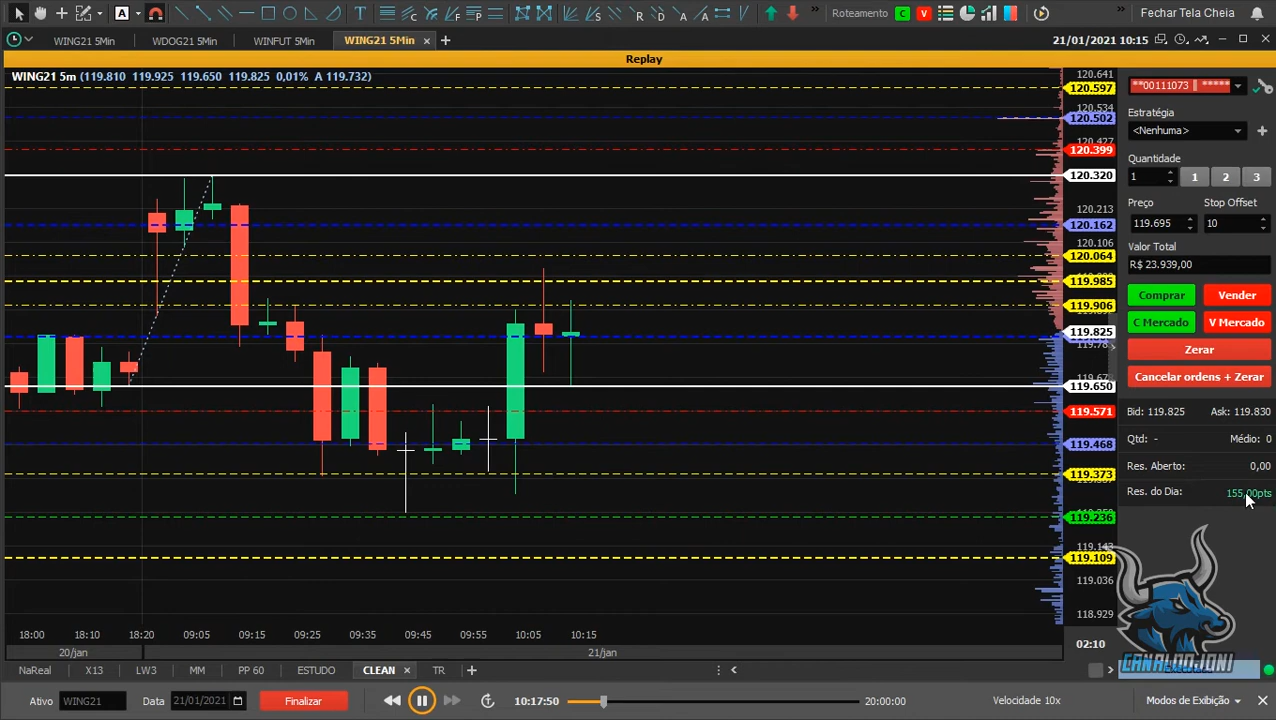 A
T
C
F
P
S
R
D
A
A
Roteamento C V
Fechar Tela Cheia
WING21 5Min WDOG21 5Min WINFUT 5Min WING21 5Min × +
21/01/2021 10:15
Replay
WING21 5m (119.810 119.925 119.650 119.825 0,01% A 119.732)
120.641
120.597
120.534
120.502
120.427
120.399
120.320
120.213
120.162
120.106
120.064
119.985
119.906
119.825
119.650
119.571
119.468
119.373
119.236
119.143
119.109
119.036
118.929
**00111073 *****
Estratégia
<Nenhuma>
Quantidade
1 1 2 3
Preço Stop Offset
119.695 10
Valor Total
R$ 23.939,00
Comprar Vender
C Mercado V Mercado
Zerar
Cancelar ordens + Zerar
Bid: 119.825 Ask: 119.830
Qtd: - Médio: 0
Res. Aberto: 0,00
Res. do Dia: 155,00pts
CANALDOJONI
18:00 18:10 18:20 09:05 09:15 09:25 09:35 09:45 09:55 10:05 10:15
02:10
20/jan 21/jan
NaReal X13 LW3 MM PP 60 ESTUDO CLEAN × TR +
Ativo WING21 Data 21/01/2021 Finalizar 10:17:50 20:00:00 Velocidade 10x Modos de Exibição